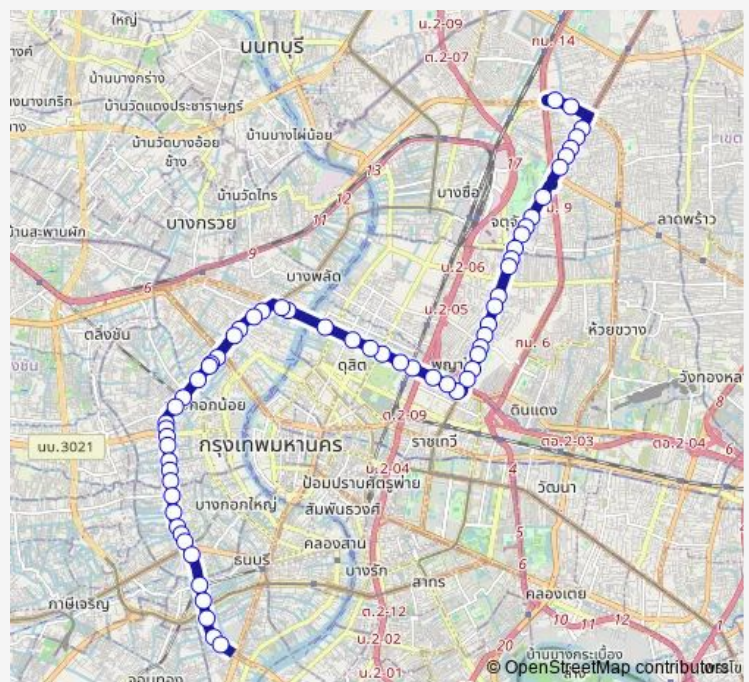 ใหญ่
น.2-09
กม. 14
นนทบุรี
ต.2-07
บ้านบางกร่าง
บ้านวัดแดงประชาราษฎร์
บ้านบางไผ่น้อย
บ้านวัดบางอ้อย
ช้าง
13
17
บ้านวัดไทร
12
บางซื่อ
11
บางกรวย
ลาดพร้าว
9
น.2-06
6
บางพลัด
น.2-05
ตลิ่งชัน
ห้วยขวาง
กม. 6
ดุสิต
วังทองหล
ดินแดง
8
ต.2-09
นบ.3021
กรุงเทพมหานคร
ราชเทวี
ตอ.2-03
ตอ.2-04
4
น.2-04
ป้อมปราบศัตรูพ่าย
วัฒนา
บางกอกใหญ่
สัมพันธวงศ์
5
คลองสาน
ธนบุรี
บางรัก
6
สาทร
คลองเตย
ภาษีเจริญ
ต.2-12
10
11
12
1
น.2-02
20
บ้านบางกระเบื้อง
น.2-01
© OpenStreetMap contributors